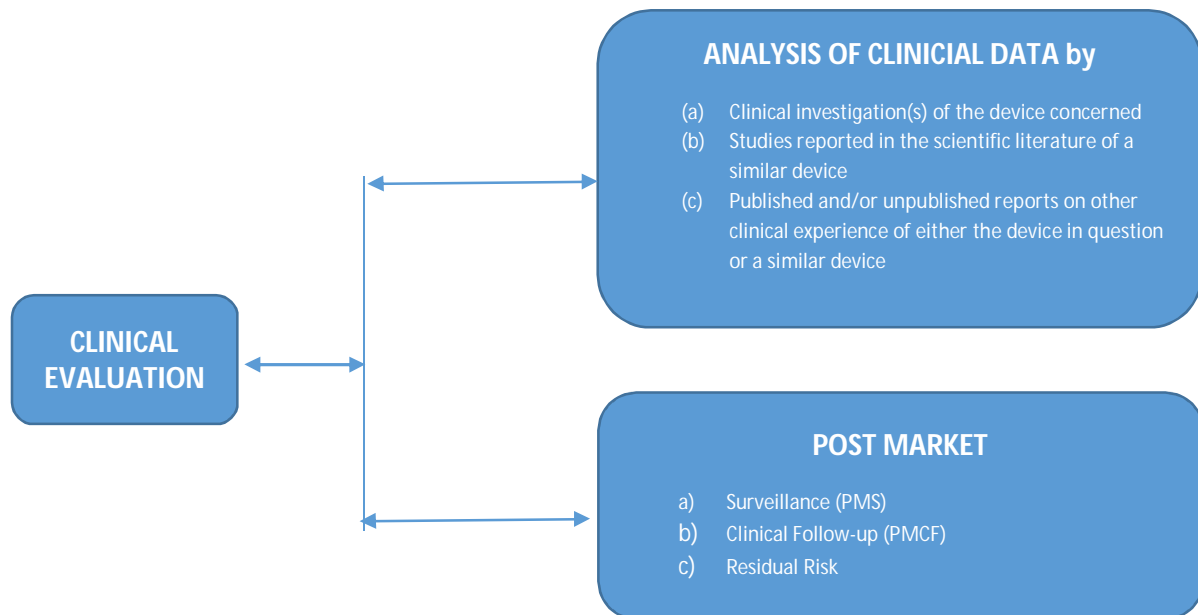 ANALYSIS OF CLINICIAL DATA by
(a) Clinical investigation(s) of the device concerned
(b) Studies reported in the scientific literature of a
similar device
(c) Published and/or unpublished reports on other
clinical experience of either the device in question
or a similar device
CLINICAL
EVALUATION
POST MARKET
a) Surveillance (PMS)
b) Clinical Follow-up (PMCF)
c) Residual Risk